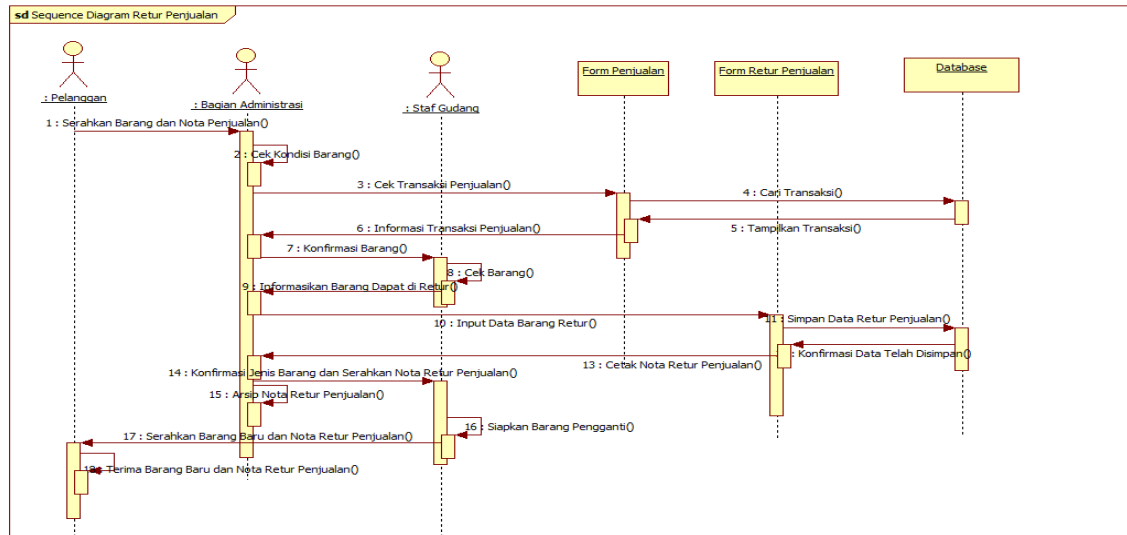 sd Sequence Diagram Retur Penjualan
: Pelanggan
: Bagian Administrasi
: Staf Gudang
Form Penjualan
Form Retur Penjualan
Database
1 : Serahkan Barang dan Nota Penjualan()
2 : Cek Kondisi Barang()
3 : Cek Transaksi Penjualan()
4 : Cari Transaksi()
5 : Tampilkan Transaksi()
6 : Informasi Transaksi Penjualan()
7 : Konfirmasi Barang()
8 : Cek Barang()
9 : Informasikan Barang Dapat di Retur()
10 : Input Data Barang Retur()
11 : Simpan Data Retur Penjualan()
: Konfirmasi Data Telah Disimpan()
13 : Cetak Nota Retur Penjualan()
14 : Konfirmasi Jenis Barang dan Serahkan Nota Retur Penjualan()
15 : Arsip Nota Retur Penjualan()
16 : Siapkan Barang Pengganti()
17 : Serahkan Barang Baru dan Nota Retur Penjualan()
18 : Terima Barang Baru dan Nota Retur Penjualan()